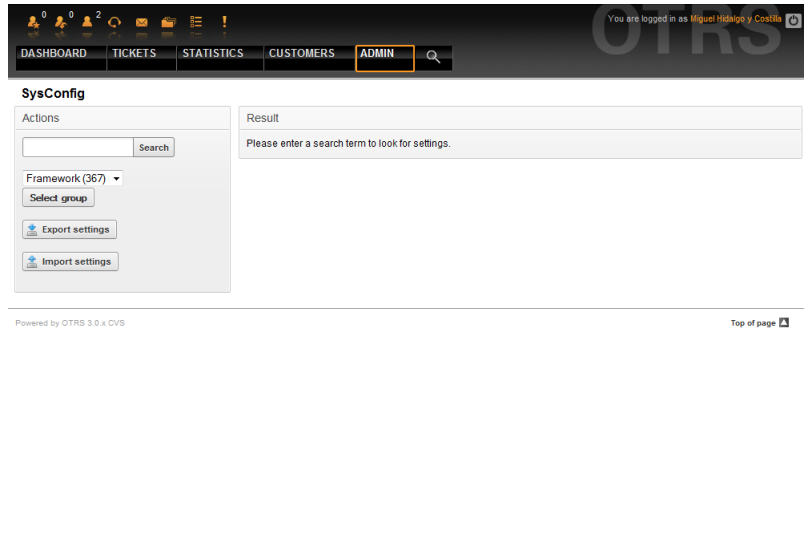 0 0 2
OTRS
You are logged in as Miguel Hidalgo y Costilla
DASHBOARD TICKETS STATISTICS CUSTOMERS ADMIN
SysConfig
Actions
Search
Framework (367)
Select group
Export settings
Import settings
Result
Please enter a search term to look for settings.
Powered by OTRS 3.0.x CVS
Top of page